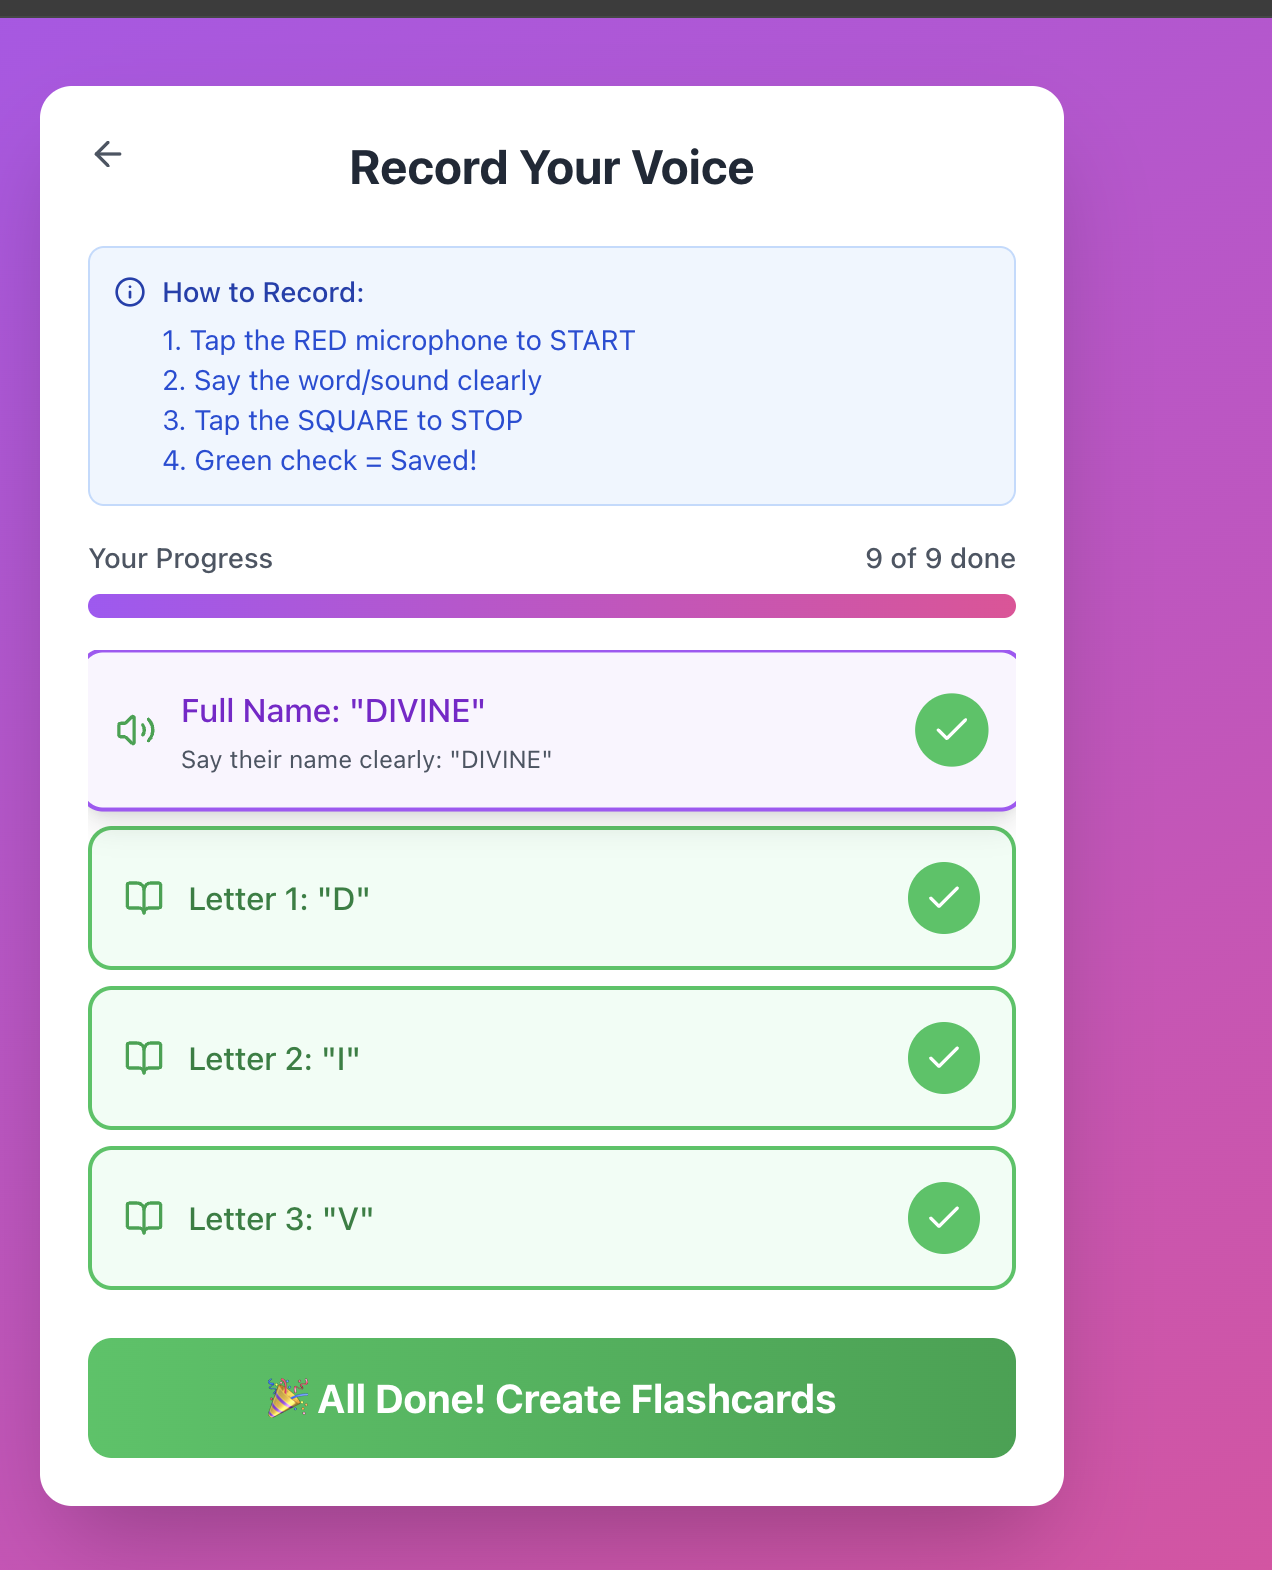 Record Your Voice
How to Record:
1. Tap the RED microphone to START
2. Say the word/sound clearly
3. Tap the SQUARE to STOP
4. Green check = Saved!
Your Progress
9 of 9 done
Full Name: "DIVINE"
Say their name clearly: "DIVINE"
Letter 1: "D"
Letter 2: "I"
Letter 3: "V"
🎉 All Done! Create Flashcards